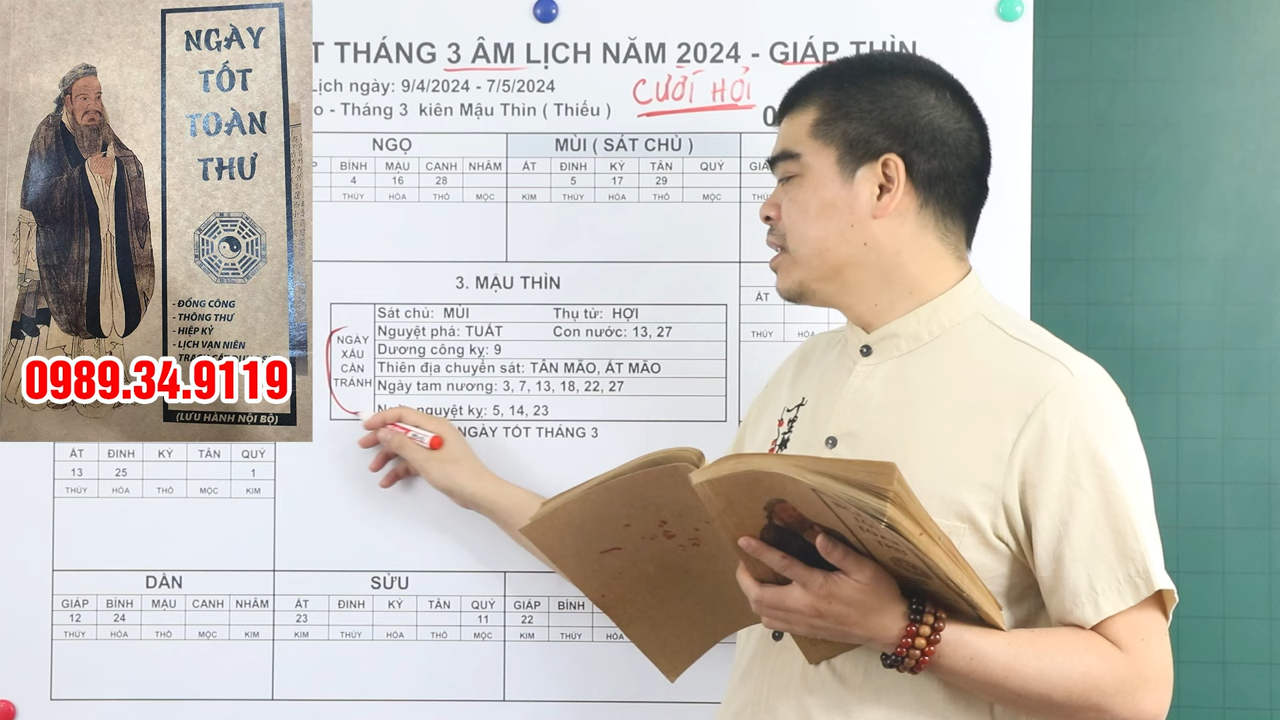 NGÀY
TỐT
TOÀN
THƯ
- ĐỔNG CÔNG
- THÔNG THƯ
- HIỆP KỶ
- LỊCH VẠN NIÊN
0989.34.9119
(LƯU HÀNH NỘI BỘ)
T THÁNG 3 ÂM LỊCH NĂM 2024 - GIÁP THÌN
Lịch ngày: 9/4/2024 - 7/5/2024
CƯỚI HỎI
o - Tháng 3 kiên Mậu Thìn ( Thiếu )
NGỌ
MÙI ( SÁT CHỦ )
BÍNH MẬU CANH NHÂM
ẤT ĐINH KỶ TÂN QUÝ
4 16 28
5 17 29
THỦY HỎA THỔ MỘC
KIM THỦY HỎA THỔ MỘC
3. MẬU THÌN
NGÀY XẤU CẦN TRÁNH
Sát chủ: MÙI Thụ tử: HỢI
Nguyệt phá: TUẤT Con nước: 13, 27
Dương công kỵ: 9
Thiên địa chuyển sát: TÂN MÃO, ẤT MÃO
Ngày tam nương: 3, 7, 13, 18, 22, 27
nguyệt kỵ: 5, 14, 23
NGÀY TỐT THÁNG 3
ẤT
THỦY HỎA
ẤT ĐINH KỶ TÂN QUÝ
13 25 1
THỦY HỎA THỔ MỘC KIM
DẦN
SỬU
GIÁP BÍNH MẬU CANH NHÂM
ẤT ĐINH KỶ TÂN QUÝ
GIÁP BÍNH
12 24
23 11
22
THỦY HỎA THỔ MỘC KIM
KIM THỦY HỎA THỔ MỘC
KIM THỦY HỎA